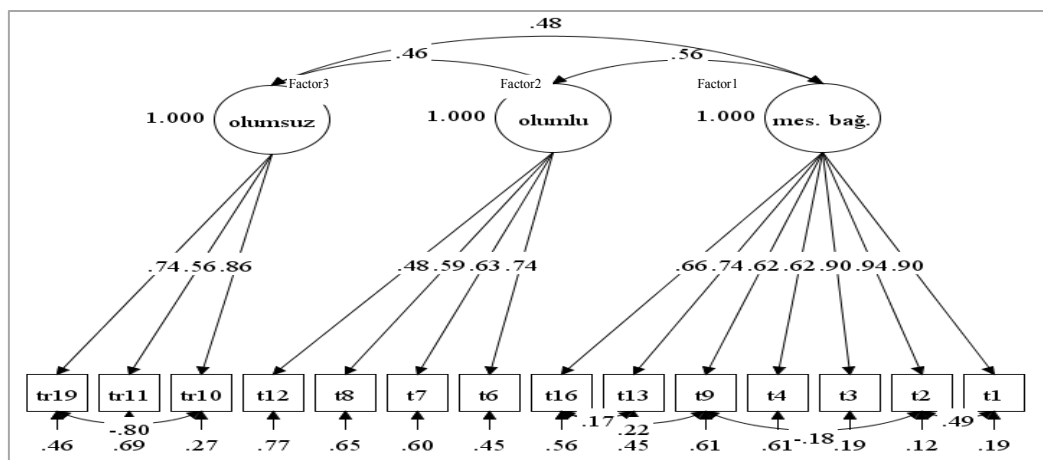 .48
.46 .56
Factor3 Factor2 Factor1
1.000 olumsuz 1.000 olumlu 1.000 mes. bağ.
.74 .56 .86 .48 .59 .63 .74 .66 .74 .62 .62 .90 .94 .90
tr19 tr11 tr10 t12 t8 t7 t6 t16 t13 t9 t4 t3 t2 t1
-.80 .17 .22 -.18 .49
.46 .69 .27 .77 .65 .60 .45 .56 .45 .61 .61 .19 .12 .19